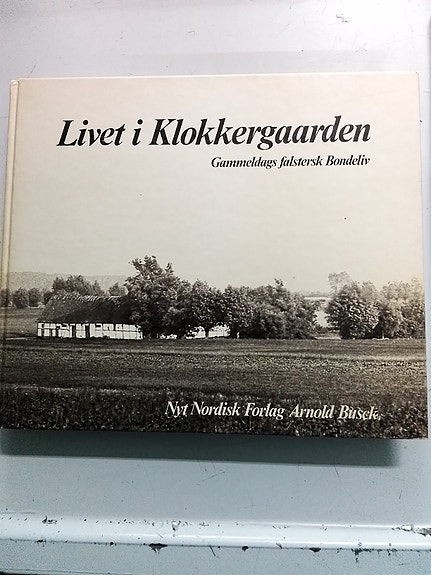 Livet i Klokkergaarden
Gammeldags falstersk Bondeliv
Nyt Nordisk Forlag Arnold Busck